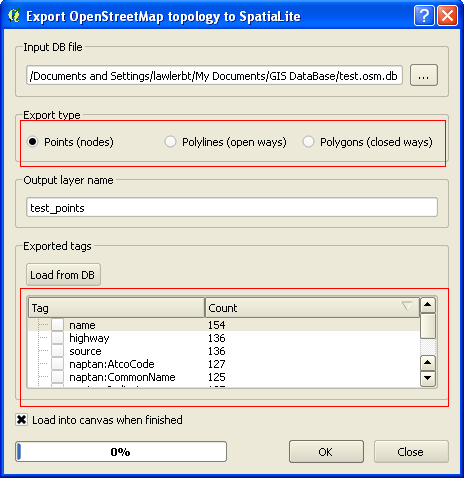 Export OpenStreetMap topology to SpatiaLite
Input DB file
/Documents and Settings/lawlerbt/My Documents/GIS DataBase/test.osm.db
...
Export type
Points (nodes)
Polylines (open ways)
Polygons (closed ways)
Output layer name
test_points
Exported tags
Load from DB
Tag Count
name 154
highway 136
source 136
naptan:AtcoCode 127
naptan:CommonName 125
Load into canvas when finished
0%
OK
Close